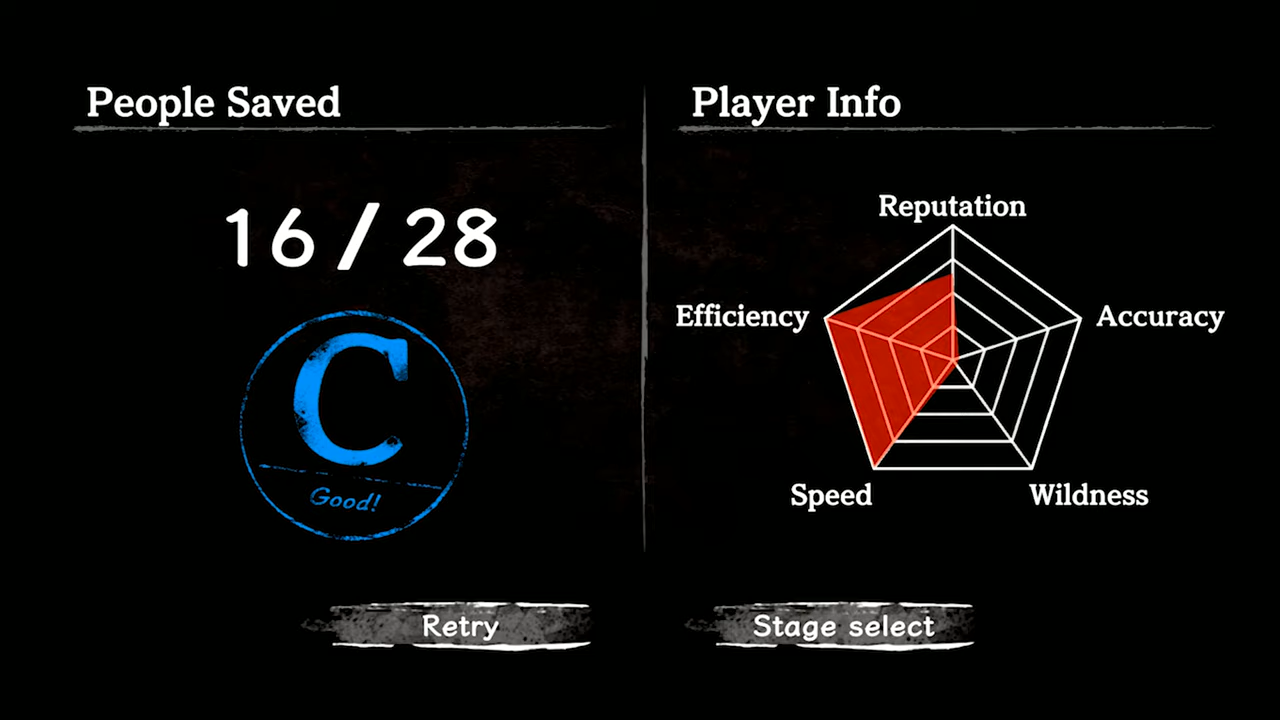 People Saved
16/28
C
Good!
Player Info
Reputation
Efficiency
Accuracy
Speed
Wildness
Retry
Stage select